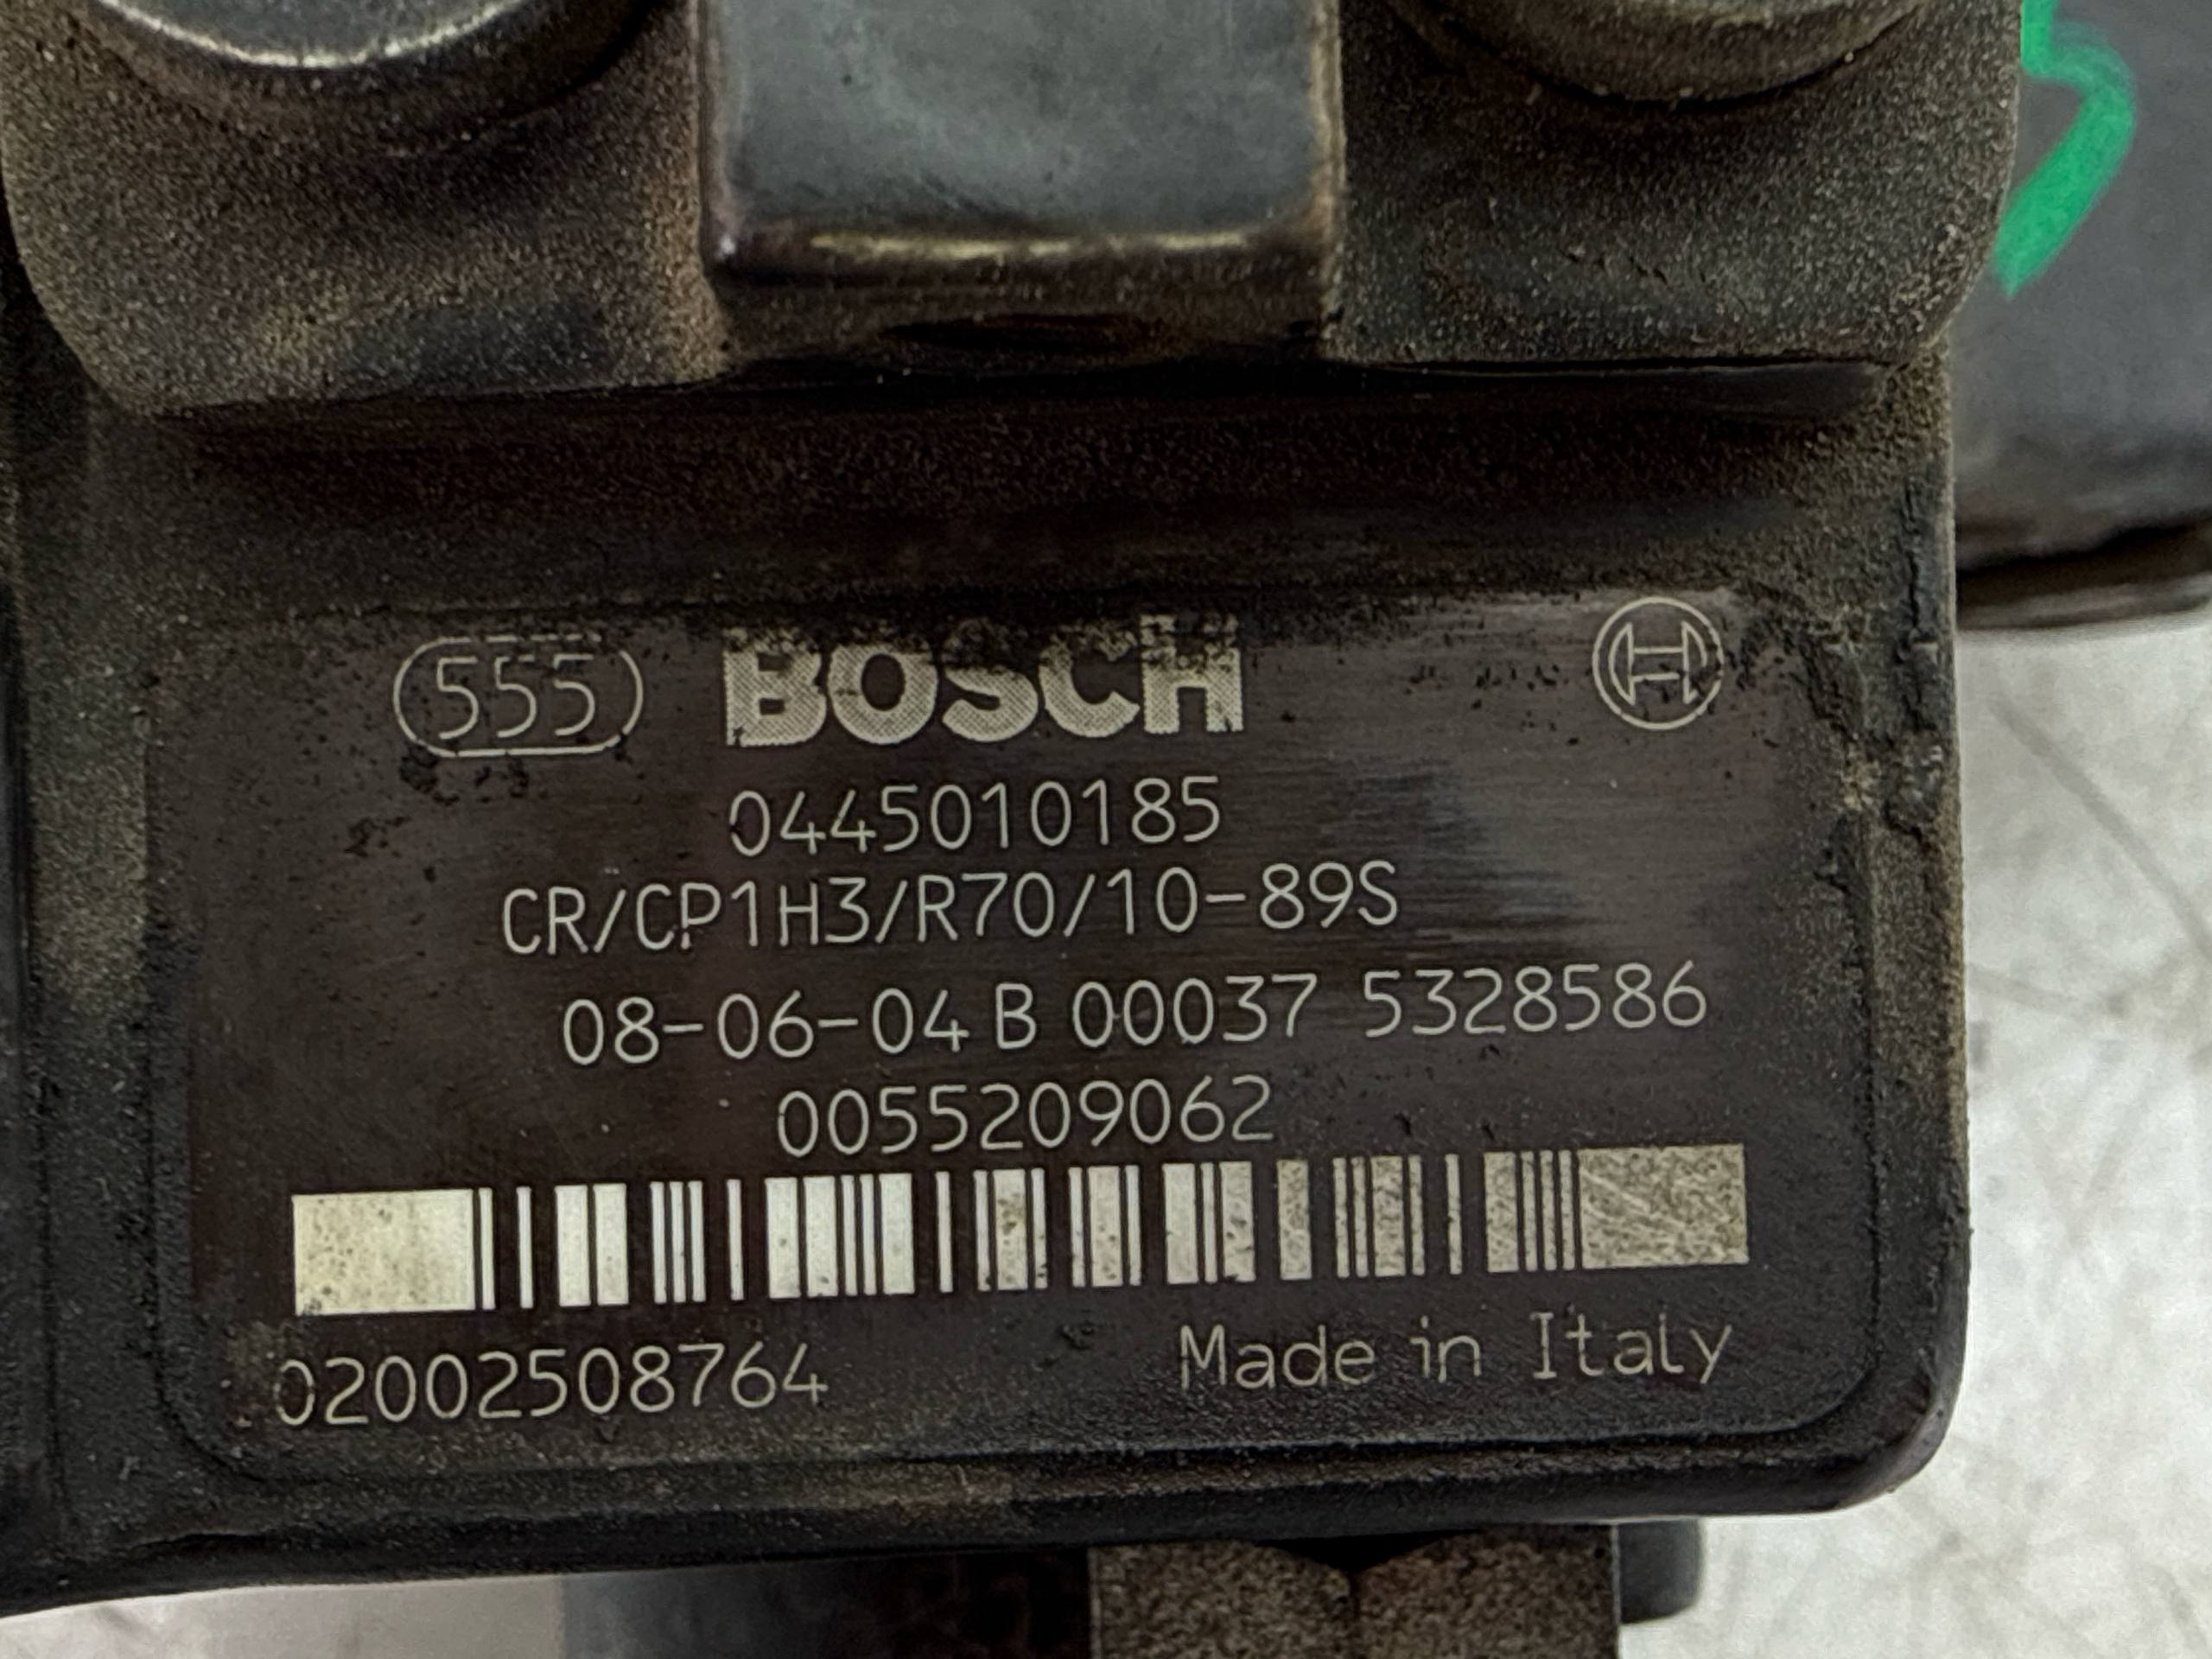 555 BOSCH
0445010185
CR/CP1H3/R70/10-89S
08-06-04 B 00037 5328586
0055209062
02002508764 Made in Italy